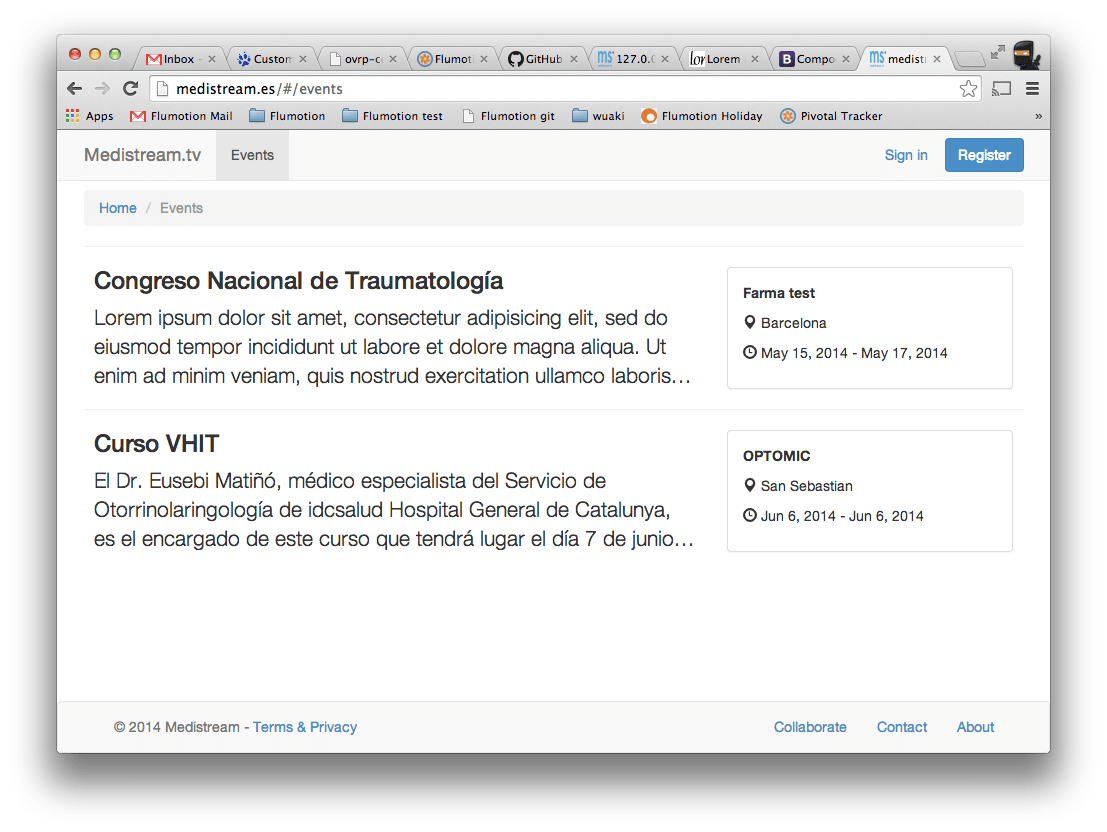 Inbox - Custom ovrp-c Flumoti GitHub 127.0.0 lor Lorem B Compo medist
medistream.es/#/events
Apps Flumotion Mail Flumotion Flumotion test Flumotion git wuaki Flumotion Holiday Pivotal Tracker »
Medistream.tv Events Sign in Register
Home / Events
Congreso Nacional de Traumatología
Lorem ipsum dolor sit amet, consectetur adipisicing elit, sed do
eiusmod tempor incididunt ut labore et dolore magna aliqua. Ut
enim ad minim veniam, quis nostrud exercitation ullamco laboris…
Farma test
Barcelona
May 15, 2014 - May 17, 2014
Curso VHIT
El Dr. Eusebi Matiñó, médico especialista del Servicio de
Otorrinolaringología de idcsalud Hospital General de Catalunya,
es el encargado de este curso que tendrá lugar el día 7 de junio…
OPTOMIC
San Sebastian
Jun 6, 2014 - Jun 6, 2014
© 2014 Medistream - Terms & Privacy Collaborate Contact About